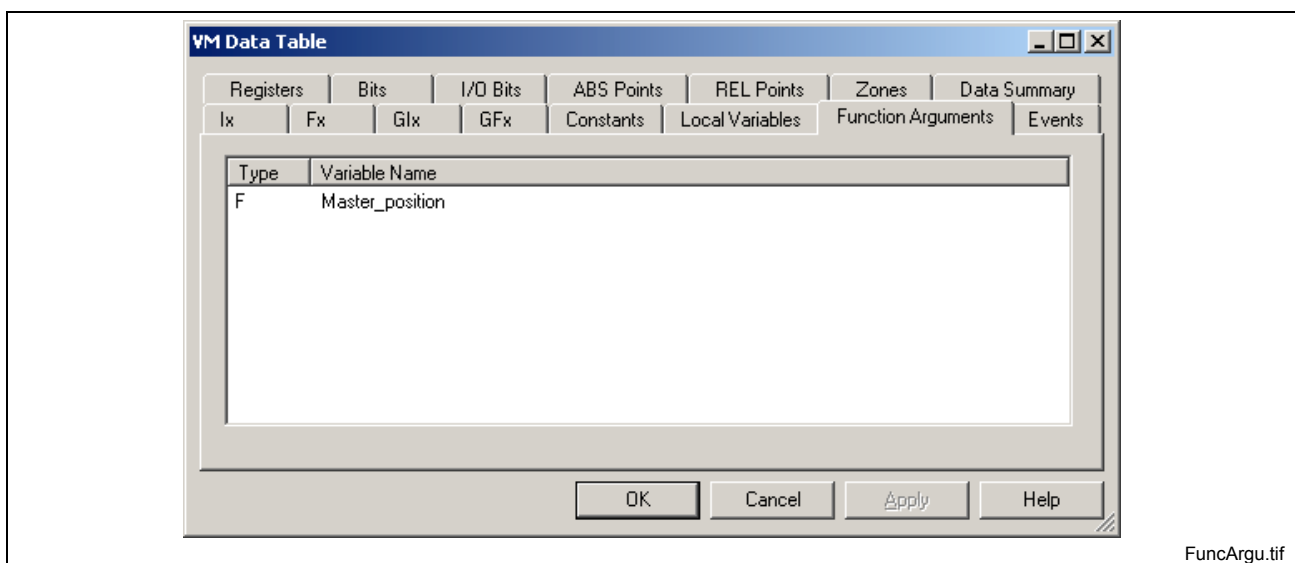 VM Data Table
Registers Bits I/O Bits ABS Points REL Points Zones Data Summary
Ix Fx GIx GFx Constants Local Variables Function Arguments Events
Type Variable Name
F Master_position
OK Cancel Apply Help
FuncArgu.tif